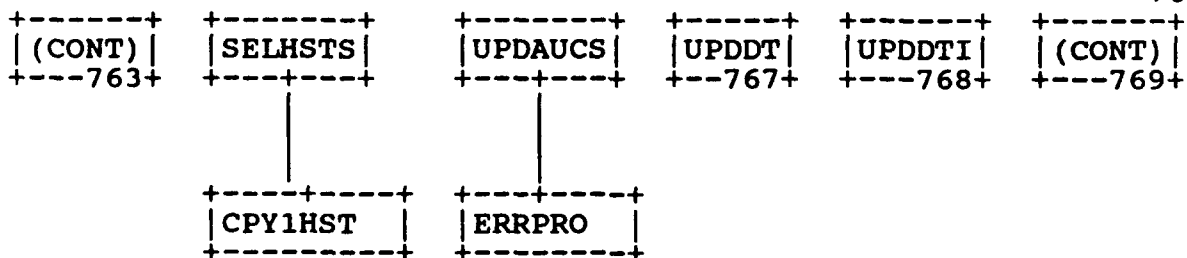 +------+ +-------+ +-------+ +-----+ +------+ +------+
|(CONT)| |SELHSTS| |UPDAUCS| |UPDDT| |UPDDTI| |(CONT)|
+---763+ +---+---+ +---+---+ +--767+ +---768+ +---769+
+----+-----+ +---+-----+
|CPY1HST | |ERRPRO |
+----------+ +---------+